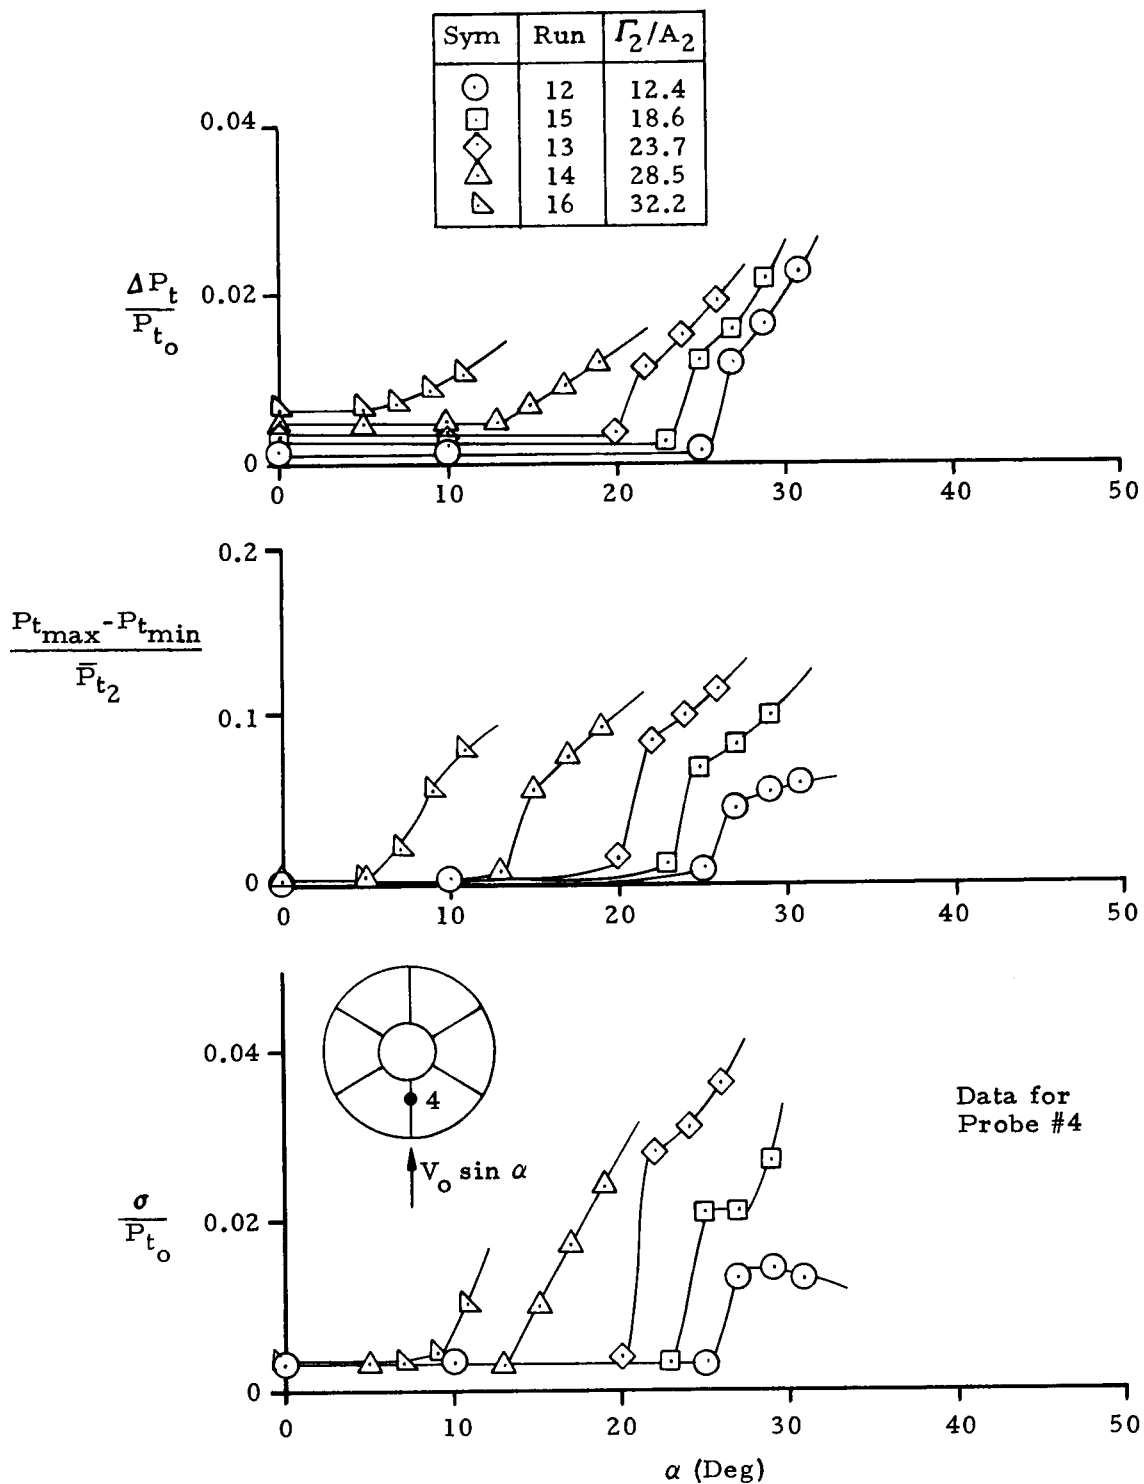 Sym Run Γ2/A2
12 12.4
15 18.6
13 23.7
14 28.5
16 32.2
0.04
0.02
0
ΔPt
Pto
0 10 20 30 40 50
0.2
0.1
0
Ptmax-Ptmin
P̄t2
0 10 20 30 40 50
0.04
0.02
0
σ
Pto
4
Vo sin α
Data for
Probe #4
0 10 20 30 40 50
α (Deg)